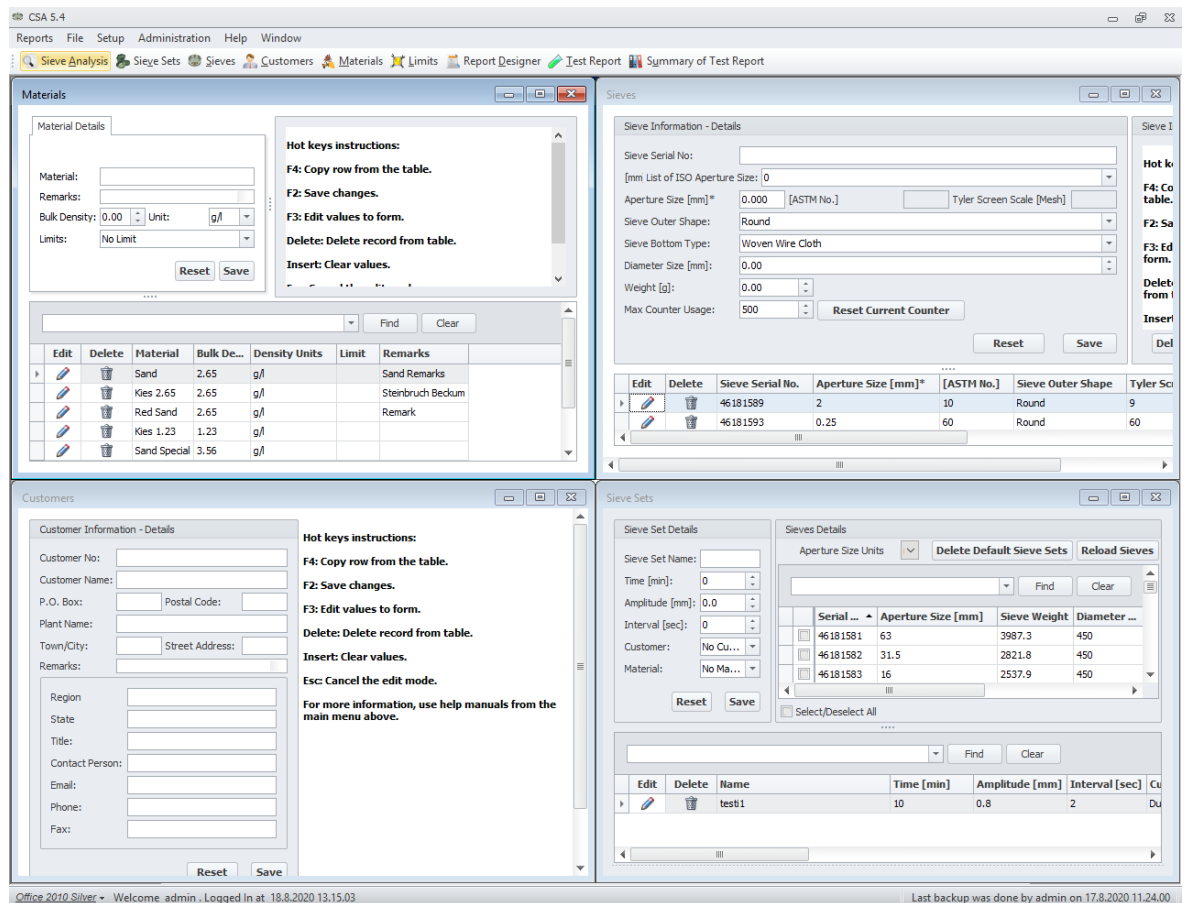 CSA 5.4
Reports File Setup Administration Help Window
Sieve Analysis Sieve Sets Sieves Customers Materials Limits Report Designer Test Report Summary of Test Report
Materials
Material Details
Material:
Remarks:
Bulk Density: 0.00 Unit: g/l
Limits: No Limit
Reset Save
Hot keys instructions:
F4: Copy row from the table.
F2: Save changes.
F3: Edit values to form.
Delete: Delete record from table.
Insert: Clear values.
Find Clear
Edit Delete Material Bulk De... Density Units Limit Remarks
Sand 2.65 g/l Sand Remarks
Kies 2.65 2.65 g/l Steinbruch Beckum
Red Sand 2.65 g/l Remark
Kies 1.23 1.23 g/l
Sand Special 3.56 g/l
Sieves
Sieve Information - Details
Sieve Serial No:
[mm List of ISO Aperture Size: 0
Aperture Size [mm]* 0.000 [ASTM No.] Tyler Screen Scale [Mesh]
Sieve Outer Shape: Round
Sieve Bottom Type: Woven Wire Cloth
Diameter Size [mm]: 0.00
Weight [g]: 0.00
Max Counter Usage: 500 Reset Current Counter
Reset Save
Sieve I
Hot k
F4: Co
table.
F2: Sa
F3: Ed
form.
Delet
from t
Inser
Del
Edit Delete Sieve Serial No. Aperture Size [mm]* [ASTM No.] Sieve Outer Shape Tyler Sc
46181589 2 10 Round 9
46181593 0.25 60 Round 60
Customers
Customer Information - Details
Customer No:
Customer Name:
P.O. Box: Postal Code:
Plant Name:
Town/City: Street Address:
Remarks:
Region
State
Title:
Contact Person:
Email:
Phone:
Fax:
Reset Save
Hot keys instructions:
F4: Copy row from the table.
F2: Save changes.
F3: Edit values to form.
Delete: Delete record from table.
Insert: Clear values.
Esc: Cancel the edit mode.
For more information, use help manuals from the
main menu above.
Sieve Sets
Sieve Set Details
Sieve Set Name:
Time [min]: 0
Amplitude [mm]: 0.0
Interval [sec]: 0
Customer: No Cu...
Material: No Ma...
Reset Save
Sieves Details
Aperture Size Units Delete Default Sieve Sets Reload Sieves
Find Clear
Serial ... Aperture Size [mm] Sieve Weight Diameter ...
46181581 63 3987.3 450
46181582 31.5 2821.8 450
46181583 16 2537.9 450
Select/Deselect All
Find Clear
Edit Delete Name Time [min] Amplitude [mm] Interval [sec] Cu
testi1 10 0.8 2 Du
Office 2010 Silver Welcome admin . Logged In at 18.8.2020 13.15.03 Last backup was done by admin on 17.8.2020 11.24.00